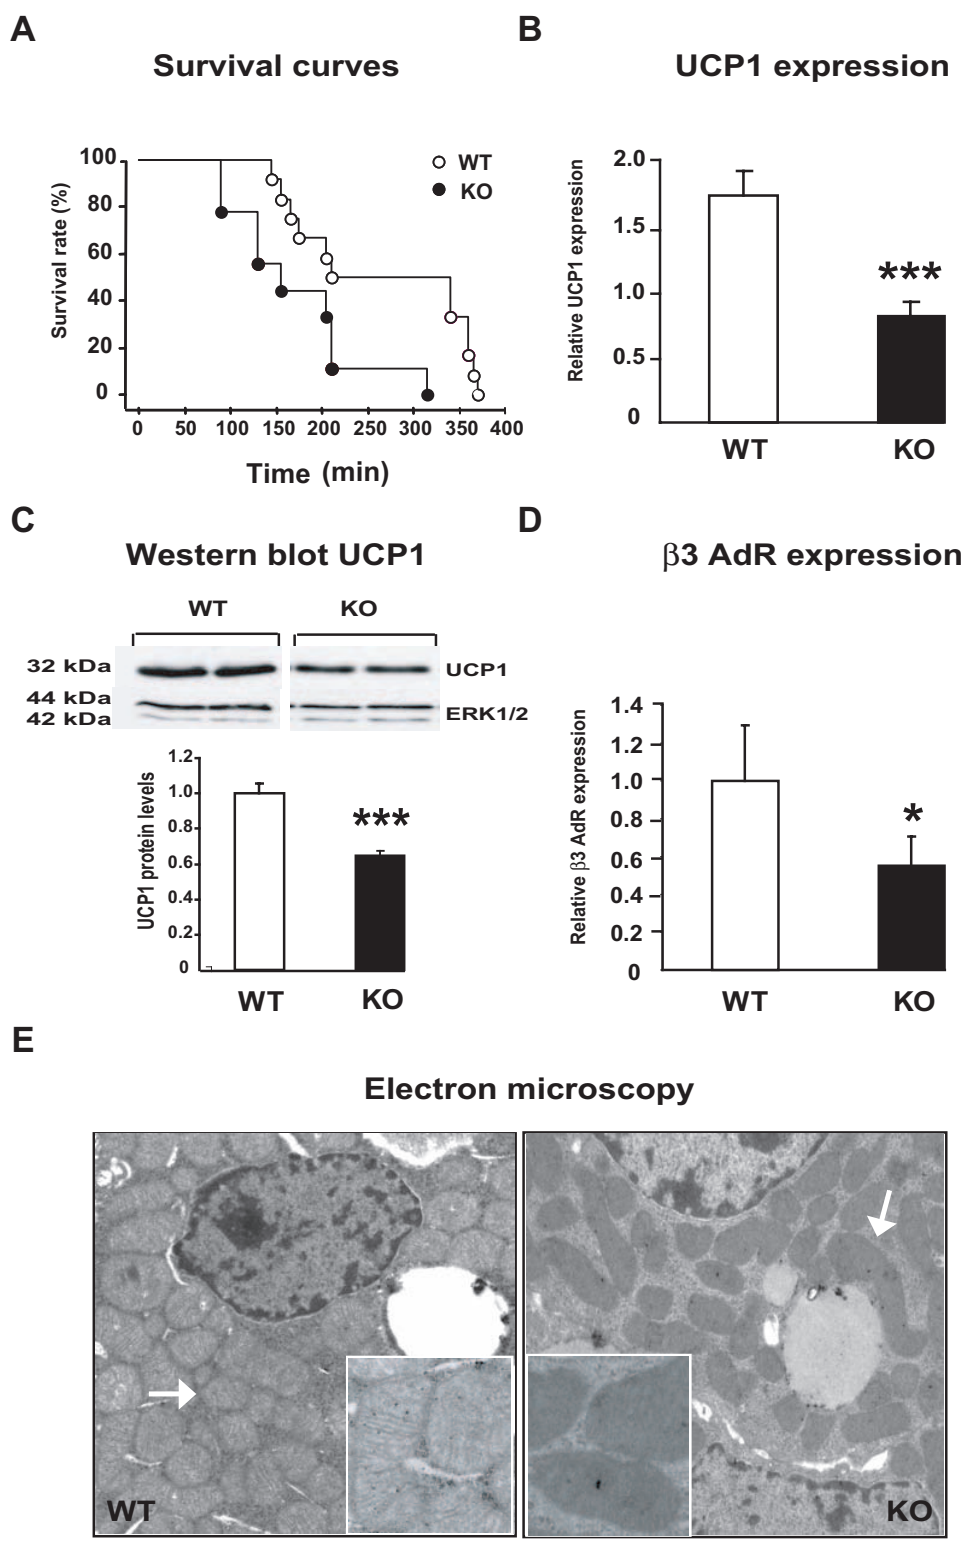 A
Survival curves
Survival rate (%)
100
80
60
40
20
0
WT
KO
0 50 100 150 200 250 300 350 400
Time (min)
B
UCP1 expression
Relative UCP1 expression
2.0
1.5
1.0
0.5
0
***
WT KO
C
Western blot UCP1
WT KO
32 kDa UCP1
44 kDa
42 kDa ERK1/2
UCP1 protein levels
1.2
1.0
0.8
0.6
0.4
0.2
0
***
WT KO
D
β3 AdR expression
Relative β3 AdR expression
1.4
1.2
1.0
0.8
0.6
0.4
0.2
0
*
WT KO
E
Electron microscopy
WT KO